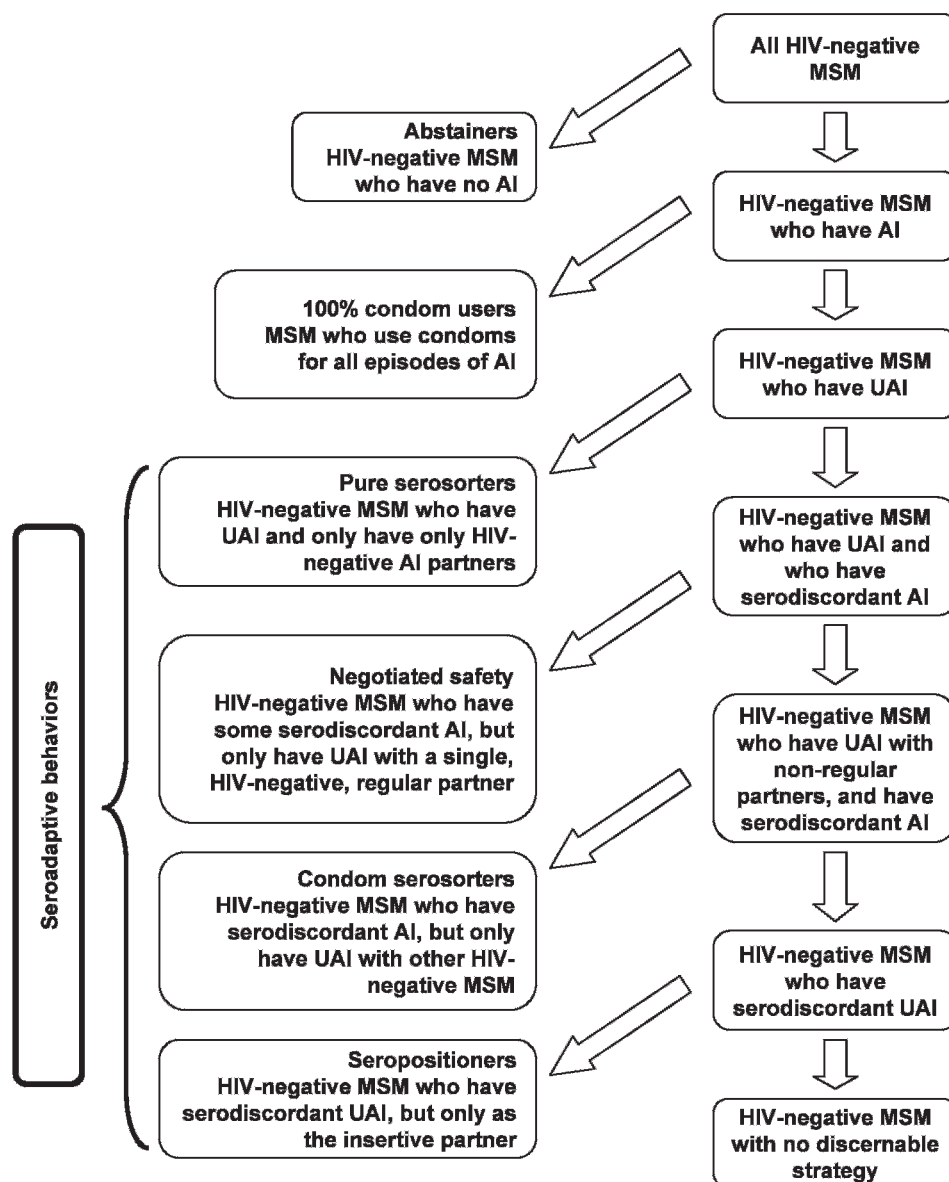 All HIV-negative
MSM
Abstainers
HIV-negative MSM
who have no AI
HIV-negative MSM
who have AI
100% condom users
MSM who use condoms
for all episodes of AI
HIV-negative MSM
who have UAI
Pure serosorters
HIV-negative MSM who have
UAI and only have only HIV-
negative AI partners
HIV-negative MSM
who have UAI and
who have
serodiscordant AI
Negotiated safety
HIV-negative MSM who have
some serodiscordant AI, but
only have UAI with a single,
HIV-negative, regular partner
HIV-negative MSM
who have UAI with
non-regular
partners, and have
serodiscordant AI
Condom serosorters
HIV-negative MSM who have
serodiscordant AI, but only
have UAI with other HIV-
negative MSM
HIV-negative MSM
who have
serodiscordant UAI
Seropositioners
HIV-negative MSM who have
serodiscordant UAI, but only as
the insertive partner
HIV-negative MSM
with no discernable
strategy
Seroadaptive behaviors